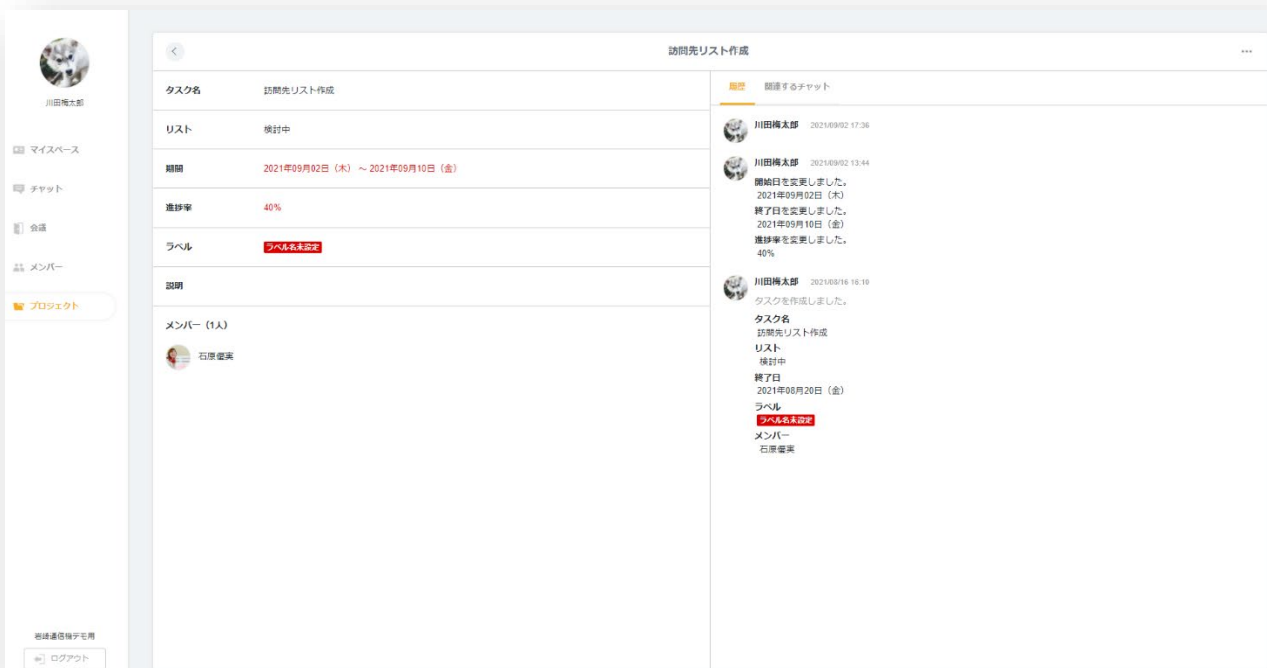 訪問先リスト作成
川田梅太郎
マイスペース
チャット
会議
メンバー
プロジェクト
岩崎通信機デモ用
ログアウト
タスク名 訪問先リスト作成
リスト 検討中
期間 2021年09月02日（木） ～ 2021年09月10日（金）
進捗率 40%
ラベル ラベル名未設定
説明
メンバー（1人）
石原優実
履歴 関連するチャット
川田梅太郎 2021/09/02 17:36
川田梅太郎 2021/09/02 13:44
開始日を変更しました。
2021年09月02日（木）
終了日を変更しました。
2021年09月10日（金）
進捗率を変更しました。
40%
川田梅太郎 2021/08/16 16:10
タスクを作成しました。
タスク名
訪問先リスト作成
リスト
検討中
終了日
2021年08月20日（金）
ラベル
ラベル名未設定
メンバー
石原優実